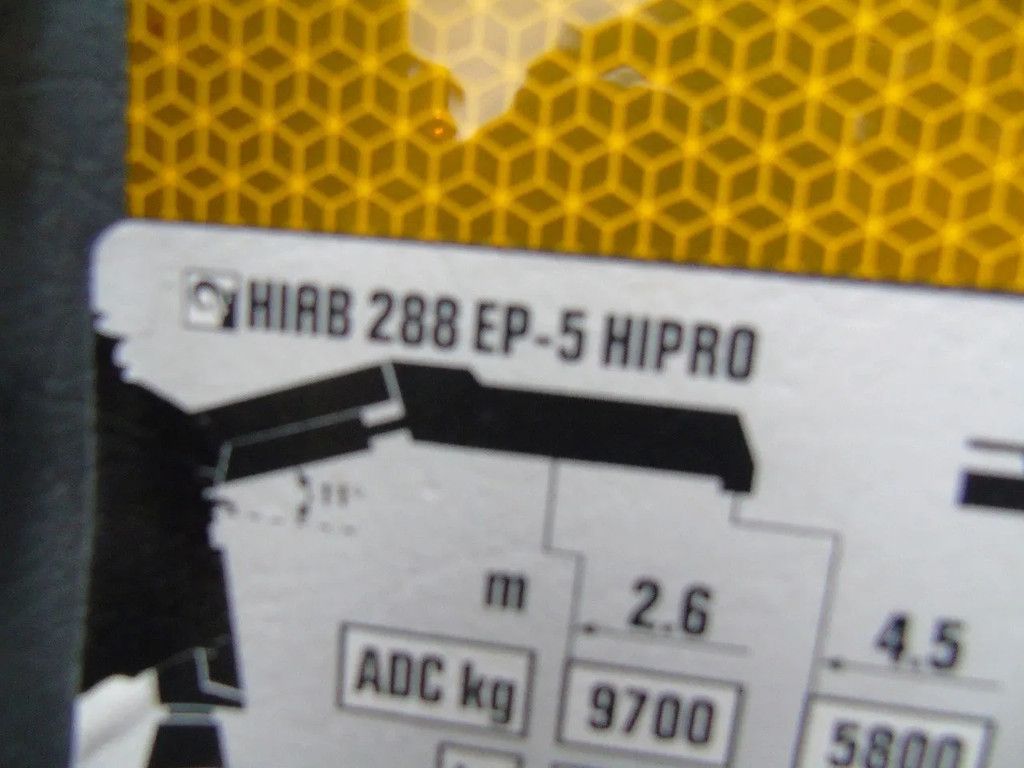 HIAB 288 EP-5 HIPRO
m 2.6 4.5
ADC kg 9700 5800